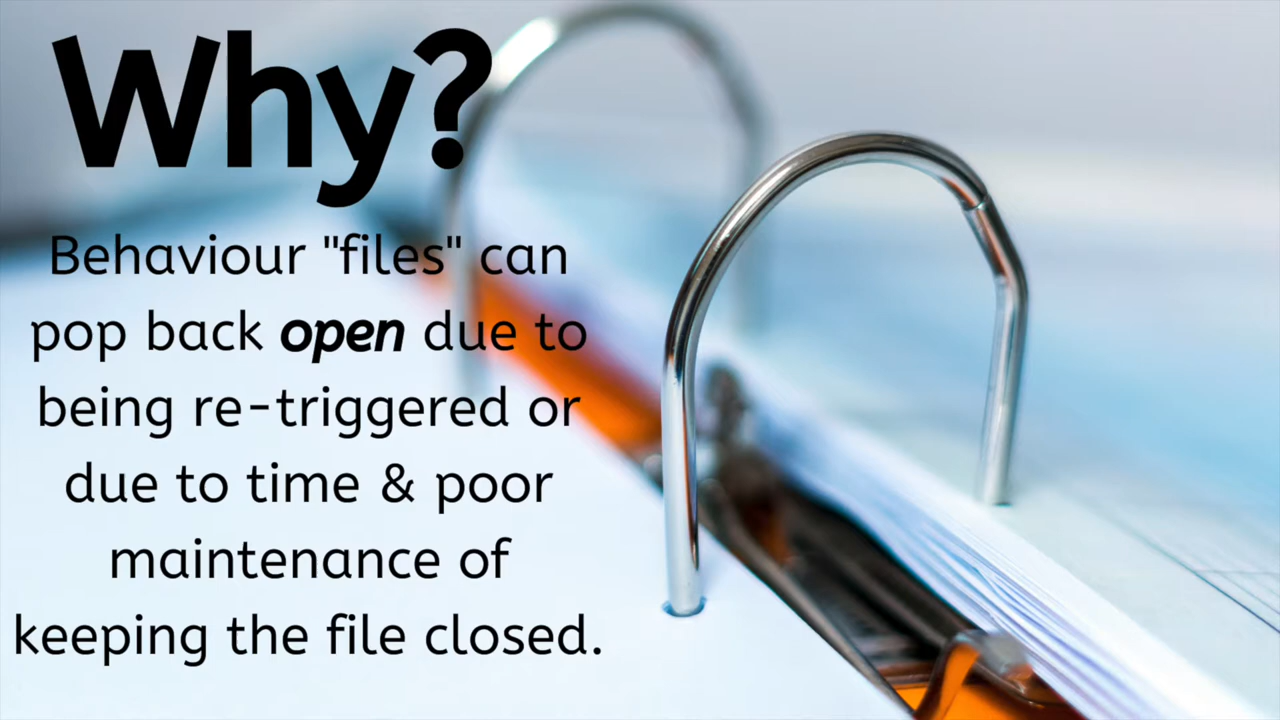 Why?
Behaviour "files" can
pop back open due to
being re-triggered or
due to time & poor
maintenance of
keeping the file closed.